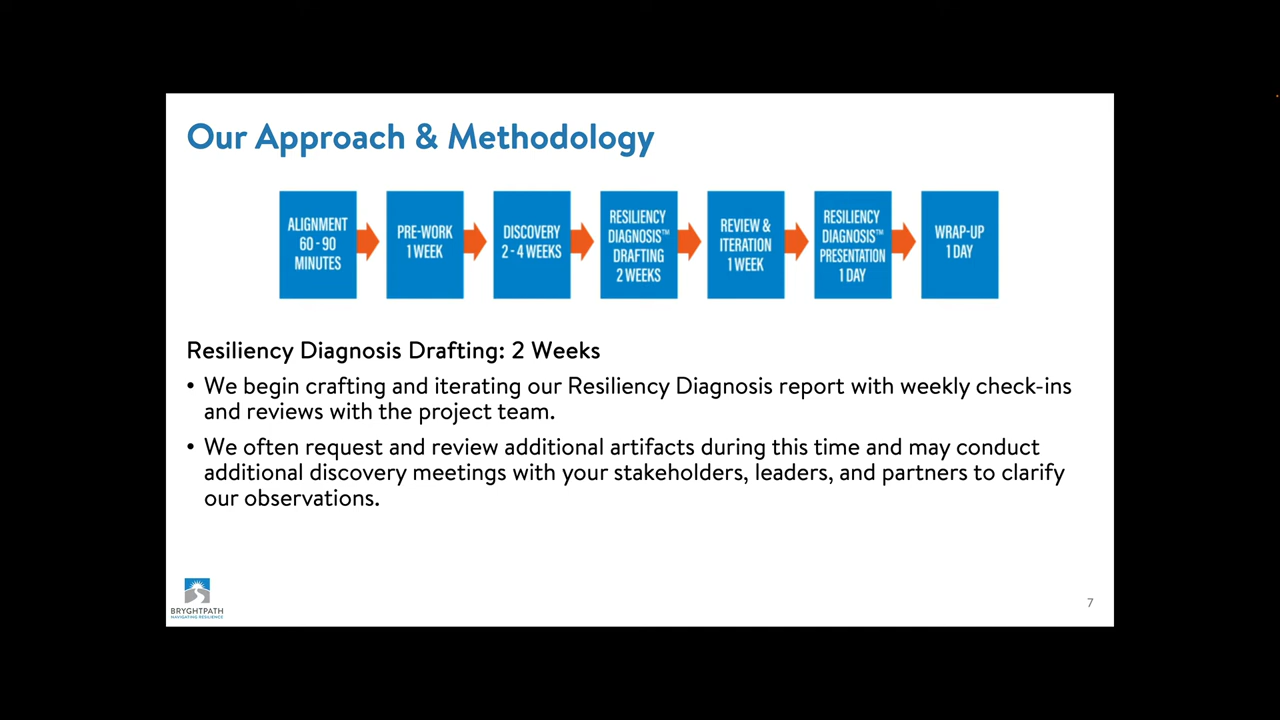 Our Approach & Methodology
ALIGNMENT
60 - 90
MINUTES
PRE-WORK
1 WEEK
DISCOVERY
2 - 4 WEEKS
RESILIENCY
DIAGNOSIS™
DRAFTING
2 WEEKS
REVIEW &
ITERATION
1 WEEK
RESILIENCY
DIAGNOSIS™
PRESENTATION
1 DAY
WRAP-UP
1 DAY
Resiliency Diagnosis Drafting: 2 Weeks
• We begin crafting and iterating our Resiliency Diagnosis report with weekly check-ins
and reviews with the project team.
• We often request and review additional artifacts during this time and may conduct
additional discovery meetings with your stakeholders, leaders, and partners to clarify
our observations.
BRYGHTPATH
NAVIGATING RESILIENCE
7